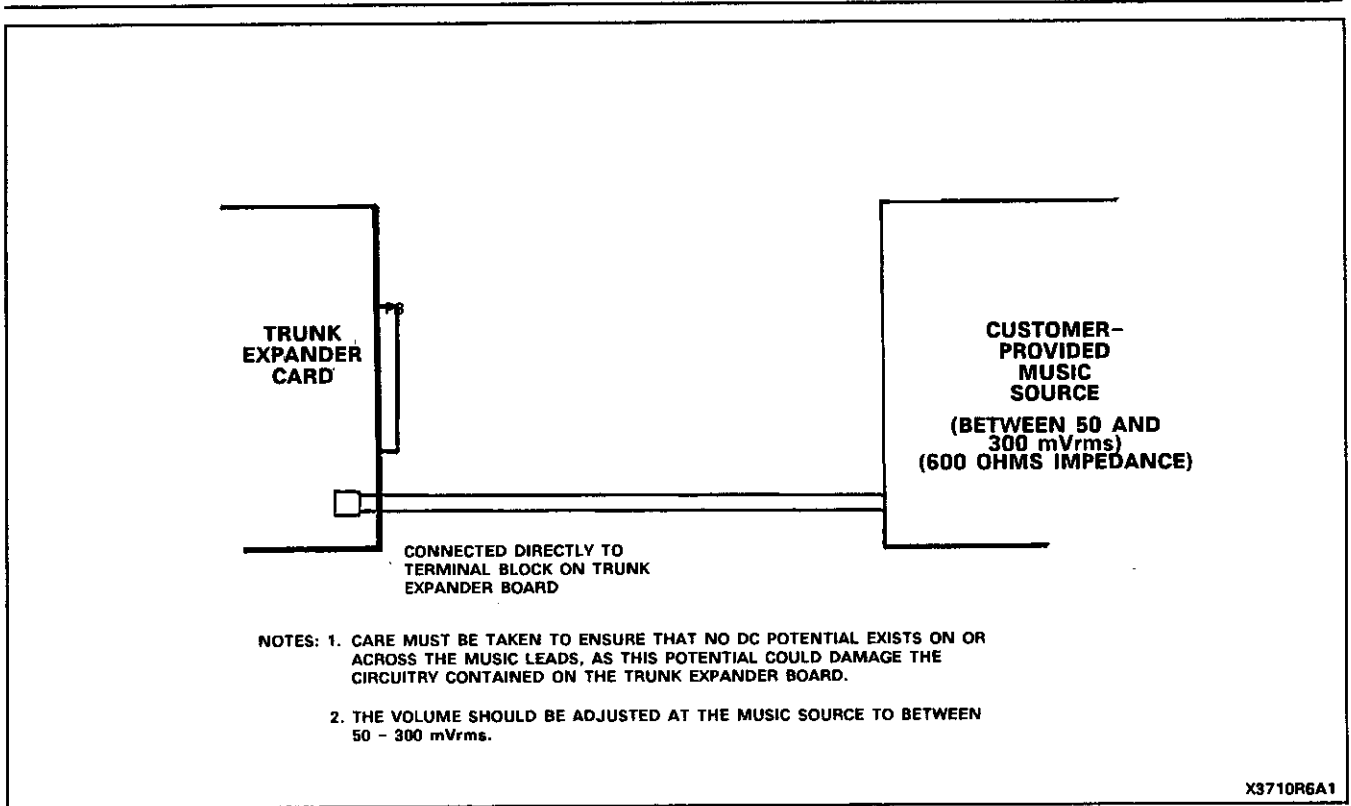 P8
TRUNK
EXPANDER
CARD
CUSTOMER-
PROVIDED
MUSIC
SOURCE
(BETWEEN 50 AND
300 mVrms)
(600 OHMS IMPEDANCE)
CONNECTED DIRECTLY TO
TERMINAL BLOCK ON TRUNK
EXPANDER BOARD
NOTES: 1. CARE MUST BE TAKEN TO ENSURE THAT NO DC POTENTIAL EXISTS ON OR
ACROSS THE MUSIC LEADS, AS THIS POTENTIAL COULD DAMAGE THE
CIRCUITRY CONTAINED ON THE TRUNK EXPANDER BOARD.
2. THE VOLUME SHOULD BE ADJUSTED AT THE MUSIC SOURCE TO BETWEEN
50 - 300 mVrms.
X3710R6A1